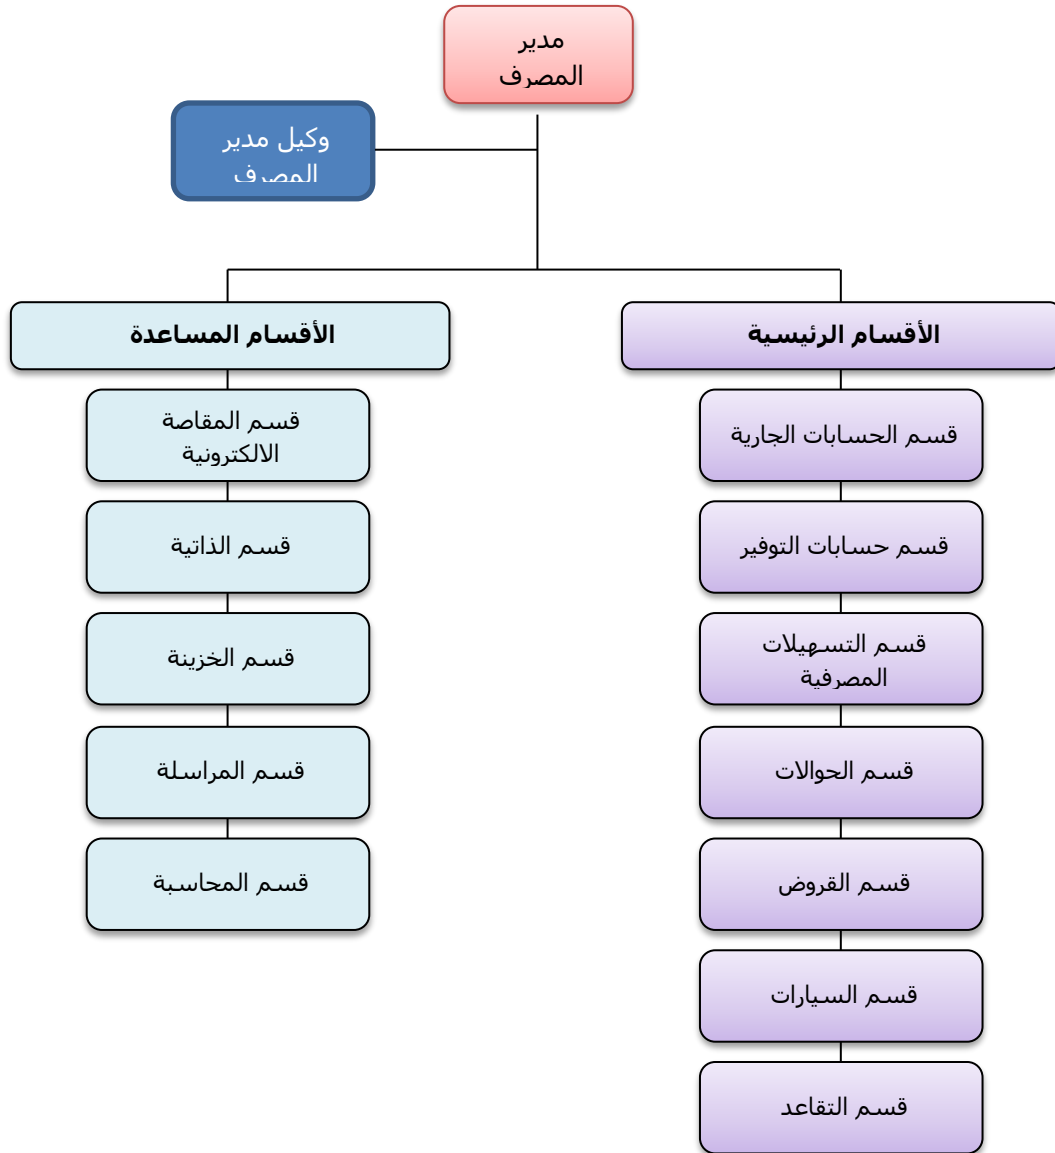 مدير
المصرف
وكيل مدير
المصرف
الأقسام الرئيسية
قسم الحسابات الجارية
قسم حسابات التوفير
قسم التسهيلات
المصرفية
قسم الحوالات
قسم القروض
قسم السيارات
قسم التقاعد
الأقسام المساعدة
قسم المقاصة
الالكترونية
قسم الذاتية
قسم الخزينة
قسم المراسلة
قسم المحاسبة